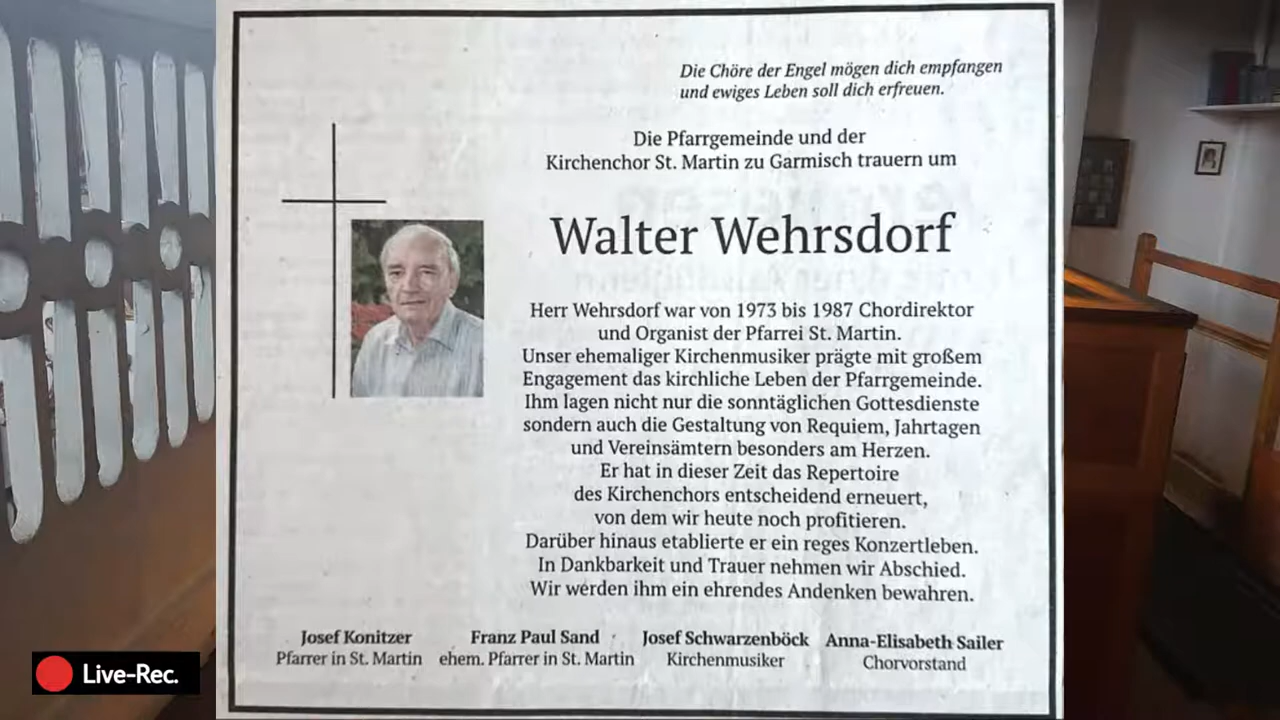 Die Chöre der Engel mögen dich empfangen
und ewiges Leben soll dich erfreuen.
Die Pfarrgemeinde und der
Kirchenchor St. Martin zu Garmisch trauern um
Walter Wehrsdorf
Herr Wehrsdorf war von 1973 bis 1987 Chordirektor
und Organist der Pfarrei St. Martin.
Unser ehemaliger Kirchenmusiker prägte mit großem
Engagement das kirchliche Leben der Pfarrgemeinde.
Ihm lagen nicht nur die sonntäglichen Gottesdienste
sondern auch die Gestaltung von Requiem, Jahrtagen
und Vereinsämtern besonders am Herzen.
Er hat in dieser Zeit das Repertoire
des Kirchenchors entscheidend erneuert,
von dem wir heute noch profitieren.
Darüber hinaus etablierte er ein reges Konzertleben.
In Dankbarkeit und Trauer nehmen wir Abschied.
Wir werden ihm ein ehrendes Andenken bewahren.
Josef Konitzer Franz Paul Sand Josef Schwarzenböck Anna-Elisabeth Sailer
Pfarrer in St. Martin ehem. Pfarrer in St. Martin Kirchenmusiker Chorvorstand
Live-Rec.